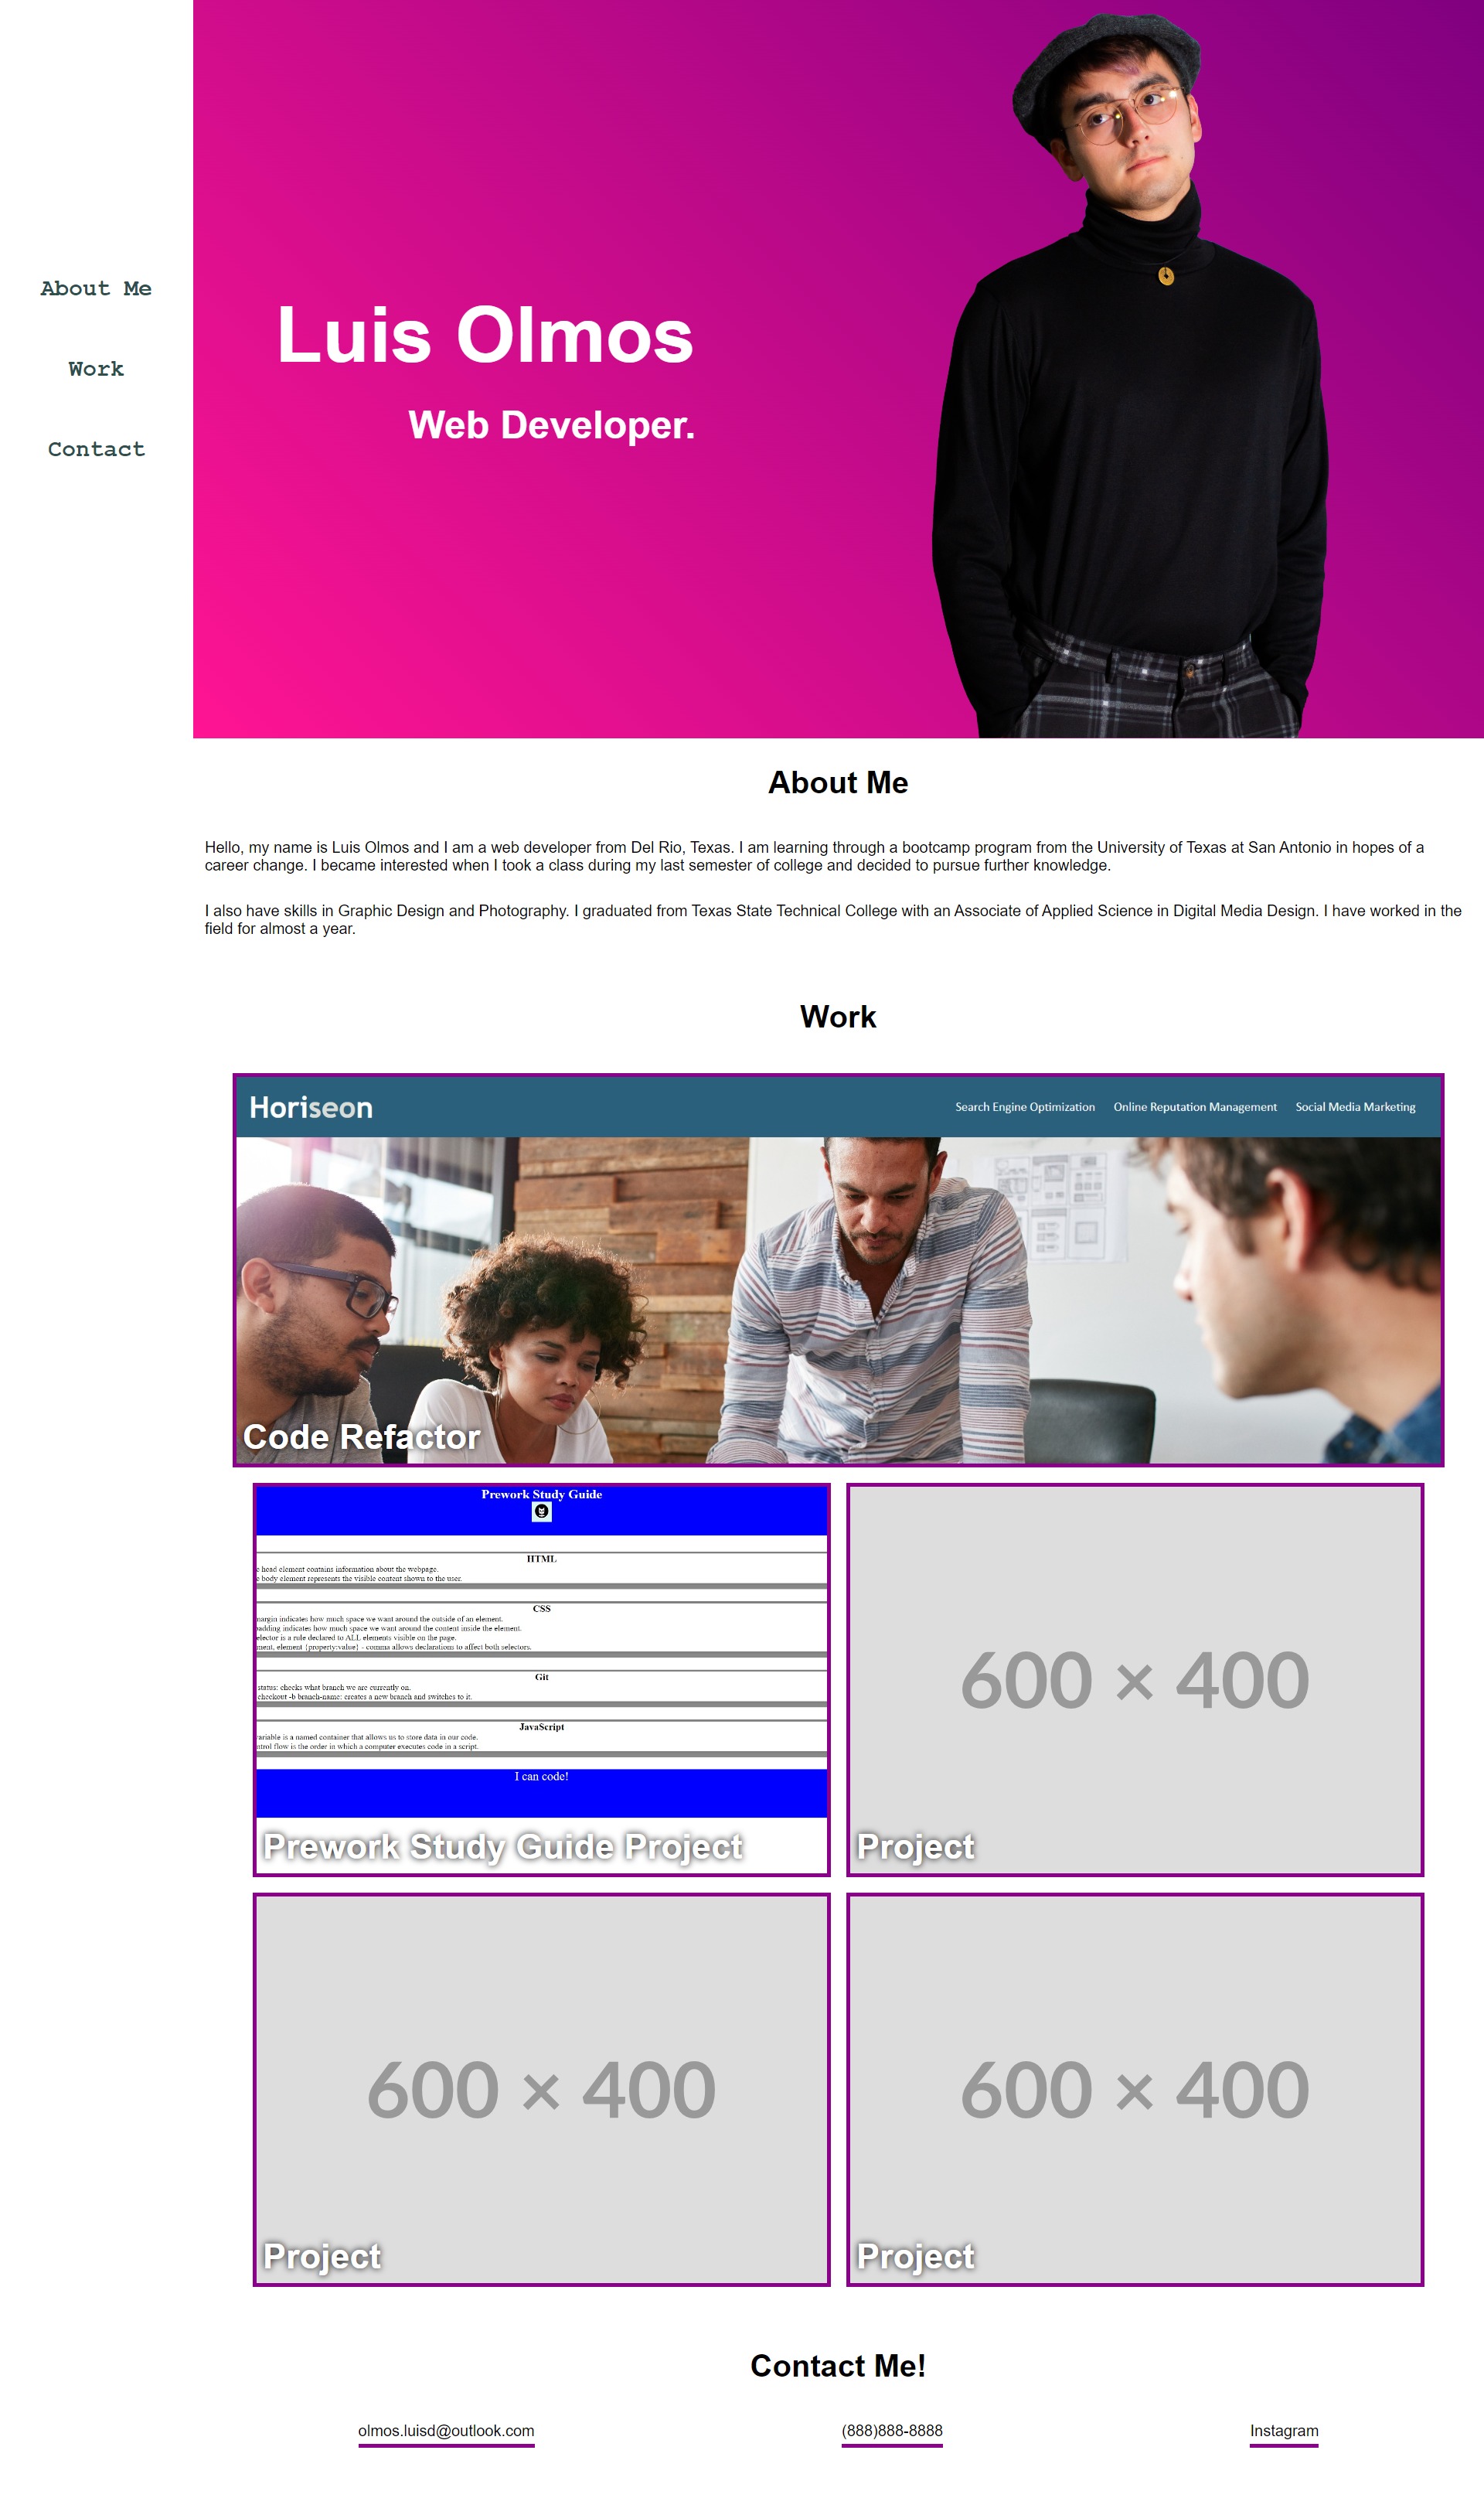 About Me
Work
Contact
Luis Olmos
Web Developer.
About Me
Hello, my name is Luis Olmos and I am a web developer from Del Rio, Texas. I am learning through a bootcamp program from the University of Texas at San Antonio in hopes of a
career change. I became interested when I took a class during my last semester of college and decided to pursue further knowledge.
I also have skills in Graphic Design and Photography. I graduated from Texas State Technical College with an Associate of Applied Science in Digital Media Design. I have worked in the
field for almost a year.
Work
Horiseon
Search Engine Optimization Online Reputation Management Social Media Marketing
Code Refactor
Prework Study Guide
HTML
head element contains information about the webpage.
body element represents the visible content shown to the user.
CSS
margin indicates how much space we want around the outside of an element.
padding indicates how much space we want around the content inside the element.
selector is a rule declared to ALL elements visible on the page.
element {property:value} - comma allows declarations to affect both selectors.
Git
status: checks what branch we are currently on.
checkout -b branch-name: creates a new branch and switches to it.
JavaScript
variable is a named container that allows us to store data in our code.
control flow is the order in which a computer executes code in a script.
I can code!
Prework Study Guide Project
600 × 400
Project
600 × 400
Project
600 × 400
Project
Contact Me!
olmos.luisd@outlook.com
(888)888-8888
Instagram